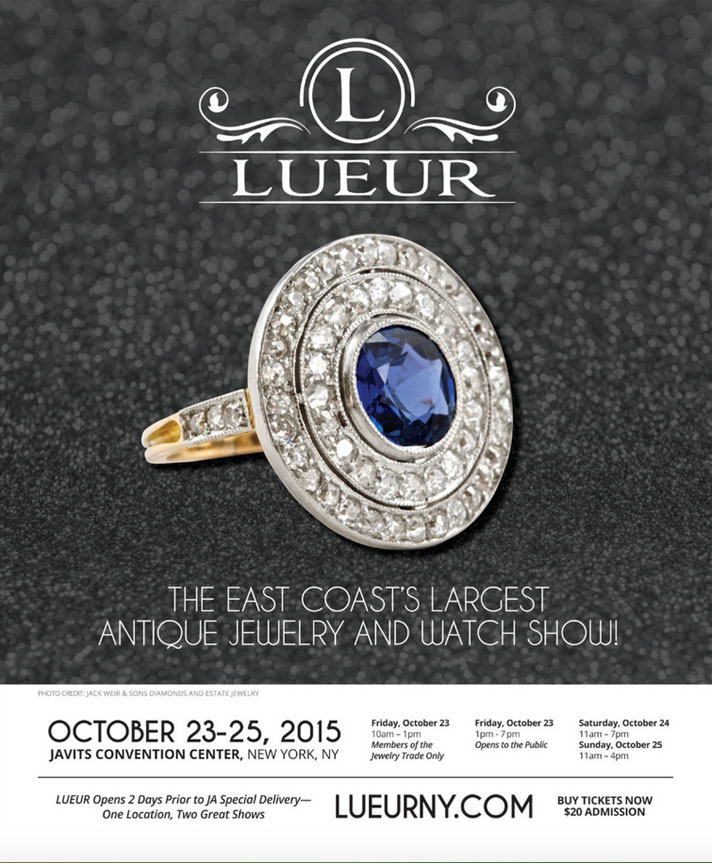 L
LUEUR
THE EAST COAST'S LARGEST
ANTIQUE JEWELRY AND WATCH SHOW!
PHOTO CREDIT: JACK WEIR & SONS DIAMONDS AND ESTATE JEWELRY
OCTOBER 23-25, 2015
JAVITS CONVENTION CENTER, NEW YORK, NY
Friday, October 23
10am – 1pm
Members of the
Jewelry Trade Only
Friday, October 23
1pm - 7pm
Opens to the Public
Saturday, October 24
11am – 7pm
Sunday, October 25
11am – 4pm
LUEUR Opens 2 Days Prior to JA Special Delivery—
One Location, Two Great Shows
LUEURNY.COM
BUY TICKETS NOW
$20 ADMISSION